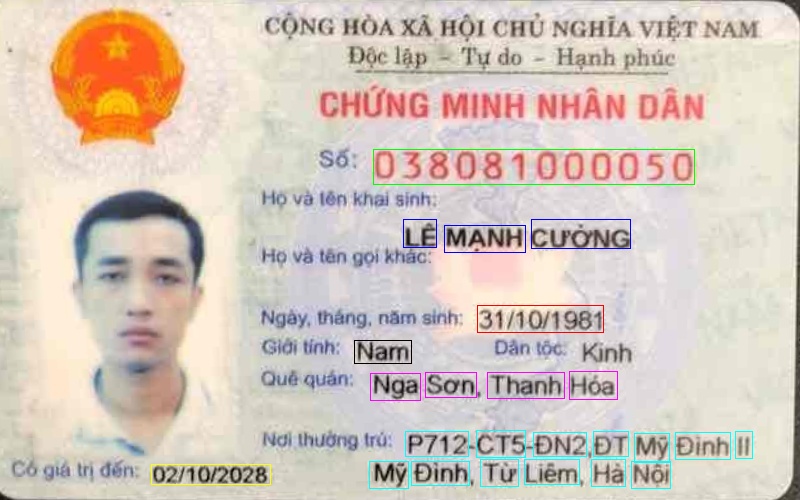 CỘNG HÒA XÃ HỘI CHỦ NGHĨA VIỆT NAM
Độc lập - Tự do - Hạnh phúc
CHỨNG MINH NHÂN DÂN
Số: 038081000050
Họ và tên khai sinh:
LÊ MẠNH CƯỜNG
Họ và tên gọi khác:
Ngày, tháng, năm sinh: 31/10/1981
Giới tính: Nam Dân tộc: Kinh
Quê quán: Nga Sơn, Thanh Hóa
Nơi thường trú: P712-CT5-ĐN2,ĐT Mỹ Đình II
Mỹ Đình, Từ Liêm, Hà Nội
Có giá trị đến: 02/10/2028